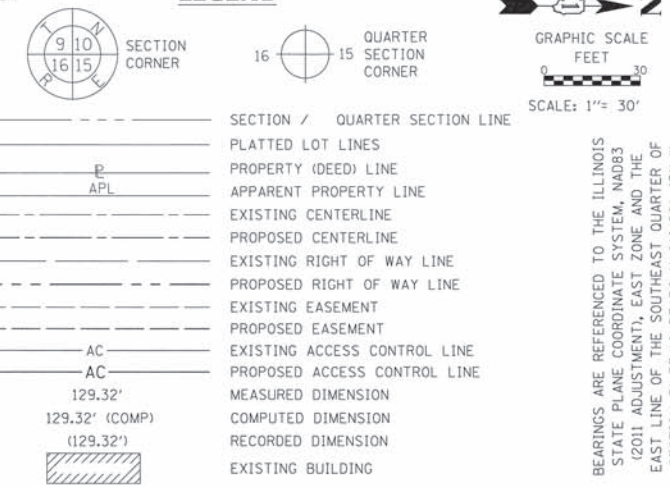 T N
9 10
16 15
R E
SECTION
CORNER
16
15
QUARTER
SECTION
CORNER
GRAPHIC SCALE
FEET
0 30
SCALE: 1"= 30'
SECTION / QUARTER SECTION LINE
PLATTED LOT LINES
PROPERTY (DEED) LINE
APL APPARENT PROPERTY LINE
EXISTING CENTERLINE
PROPOSED CENTERLINE
EXISTING RIGHT OF WAY LINE
PROPOSED RIGHT OF WAY LINE
EXISTING EASEMENT
PROPOSED EASEMENT
AC EXISTING ACCESS CONTROL LINE
AC PROPOSED ACCESS CONTROL LINE
129.32' MEASURED DIMENSION
129.32' (COMP) COMPUTED DIMENSION
(129.32') RECORDED DIMENSION
EXISTING BUILDING
BEARINGS ARE REFERENCED TO THE ILLINOIS
STATE PLANE COORDINATE SYSTEM, NAD83
(2011 ADJUSTMENT), EAST ZONE AND THE
EAST LINE OF THE SOUTHEAST QUARTER OF